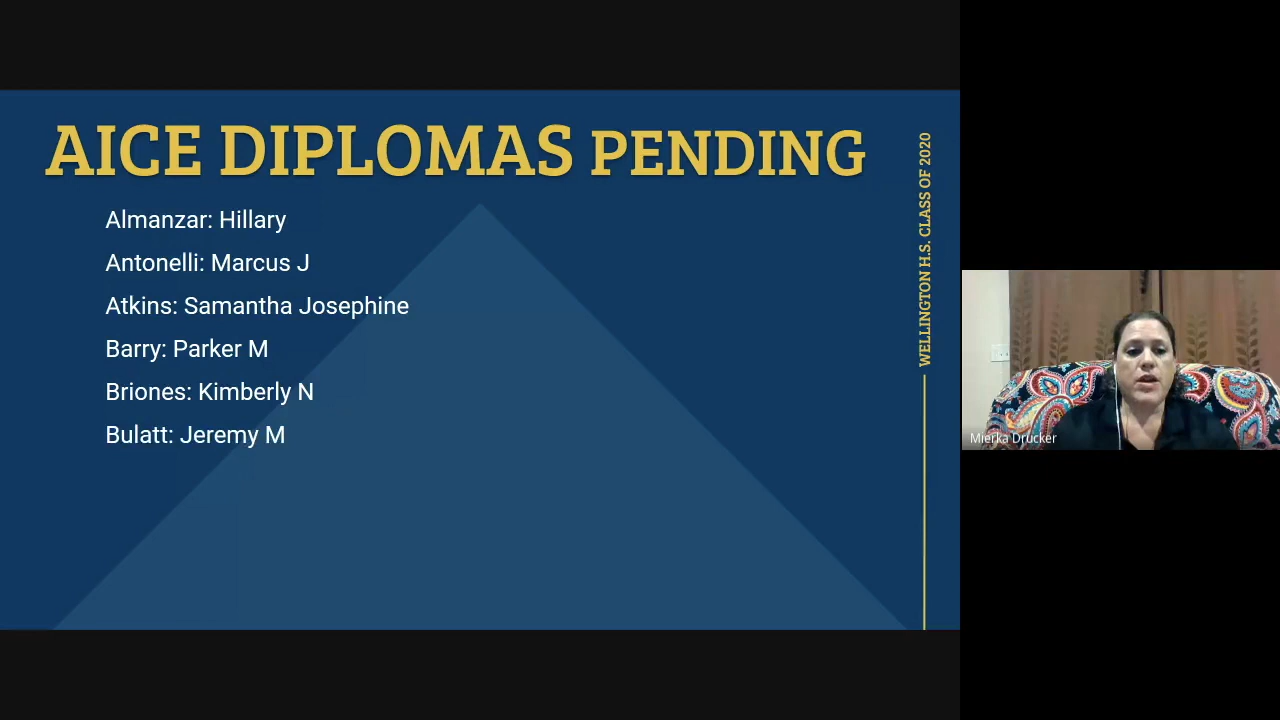 AICE DIPLOMAS PENDING
Almanzar: Hillary
Antonelli: Marcus J
Atkins: Samantha Josephine
Barry: Parker M
Briones: Kimberly N
Bulatt: Jeremy M
WELLINGTON H.S. CLASS OF 2020
Mierka Drucker